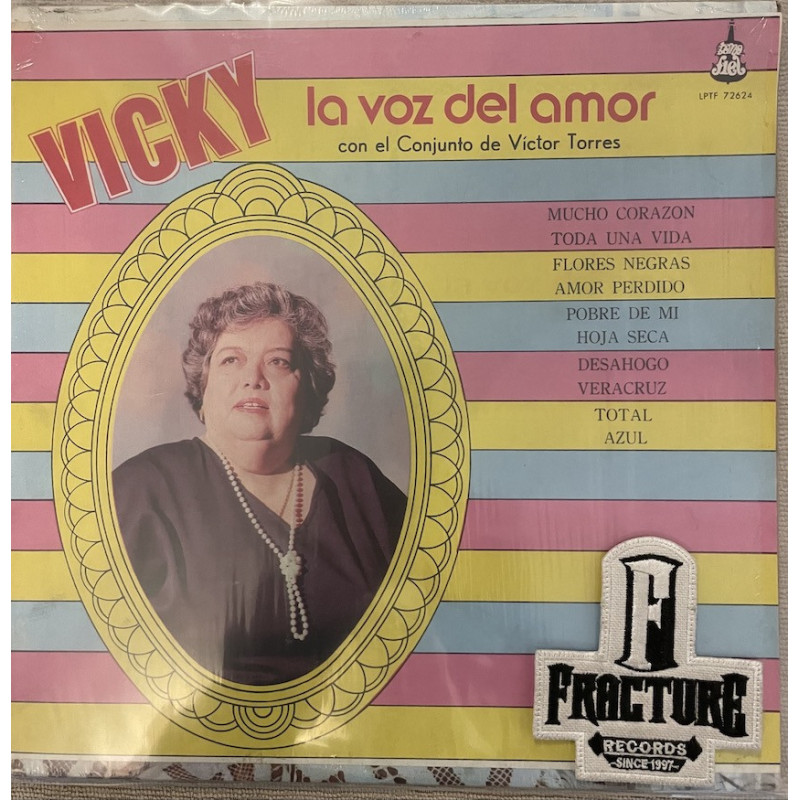 VICKY
la voz del amor
con el Conjunto de Víctor Torres
fiel
LPTF 72624
MUCHO CORAZON
TODA UNA VIDA
FLORES NEGRAS
AMOR PERDIDO
POBRE DE MI
HOJA SECA
DESAHOGO
VERACRUZ
TOTAL
AZUL
F
FRACTURE
RECORDS
-SINCE 1997-